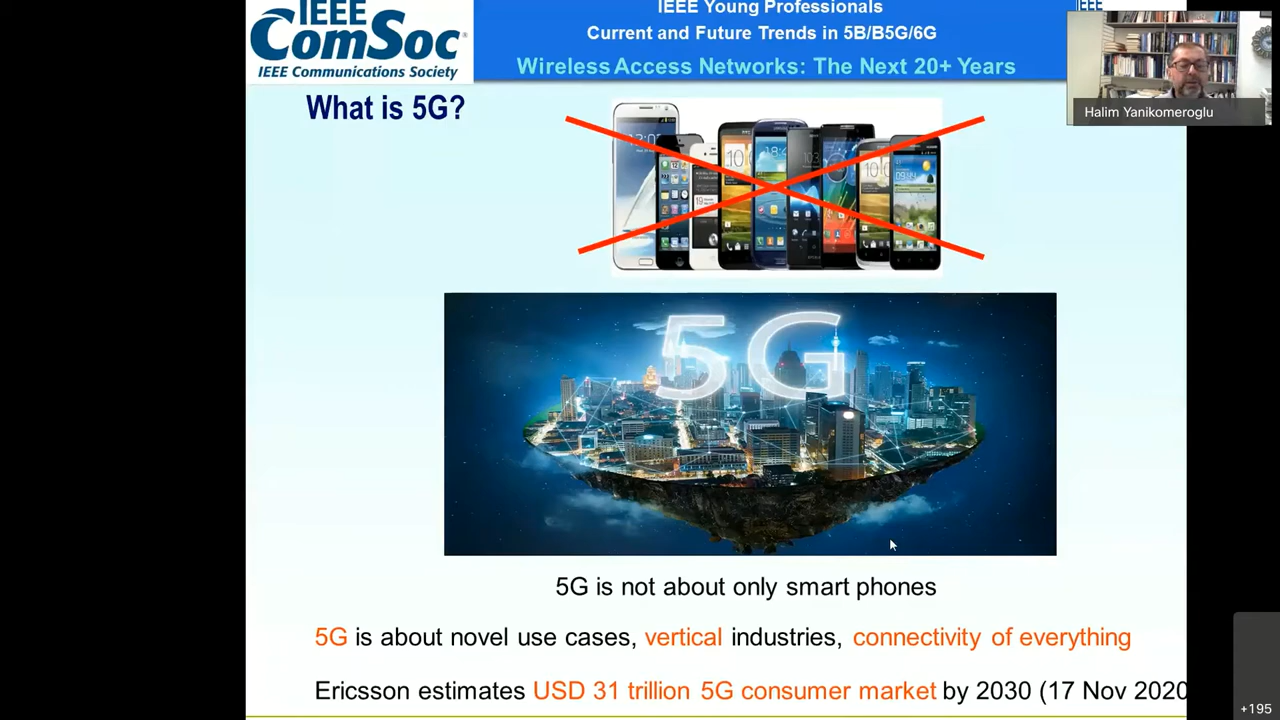 IEEE
ComSoc
IEEE Communications Society
IEEE Young Professionals
Current and Future Trends in 5B/B5G/6G
Wireless Access Networks: The Next 20+ Years
IEEE
Halim Yanikomeroglu
What is 5G?
5G
5G is not about only smart phones
5G is about novel use cases, vertical industries, connectivity of everything
Ericsson estimates USD 31 trillion 5G consumer market by 2030 (17 Nov 2020
+195